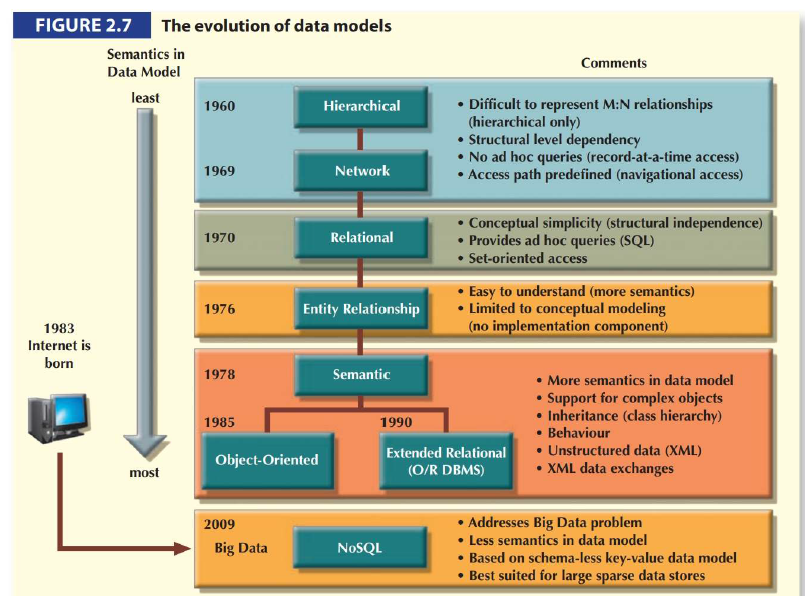 FIGURE 2.7 The evolution of data models
Semantics in
Data Model
least
most
Comments
1960
Hierarchical
1969
Network
• Difficult to represent M:N relationships
(hierarchical only)
• Structural level dependency
• No ad hoc queries (record-at-a-time access)
• Access path predefined (navigational access)
1970
Relational
• Conceptual simplicity (structural independence)
• Provides ad hoc queries (SQL)
• Set-oriented access
1976
Entity Relationship
• Easy to understand (more semantics)
• Limited to conceptual modeling
(no implementation component)
1983
Internet is
born
1978
Semantic
1985
Object-Oriented
1990
Extended Relational
(O/R DBMS)
• More semantics in data model
• Support for complex objects
• Inheritance (class hierarchy)
• Behaviour
• Unstructured data (XML)
• XML data exchanges
2009
Big Data
NoSQL
• Addresses Big Data problem
• Less semantics in data model
• Based on schema-less key-value data model
• Best suited for large sparse data stores